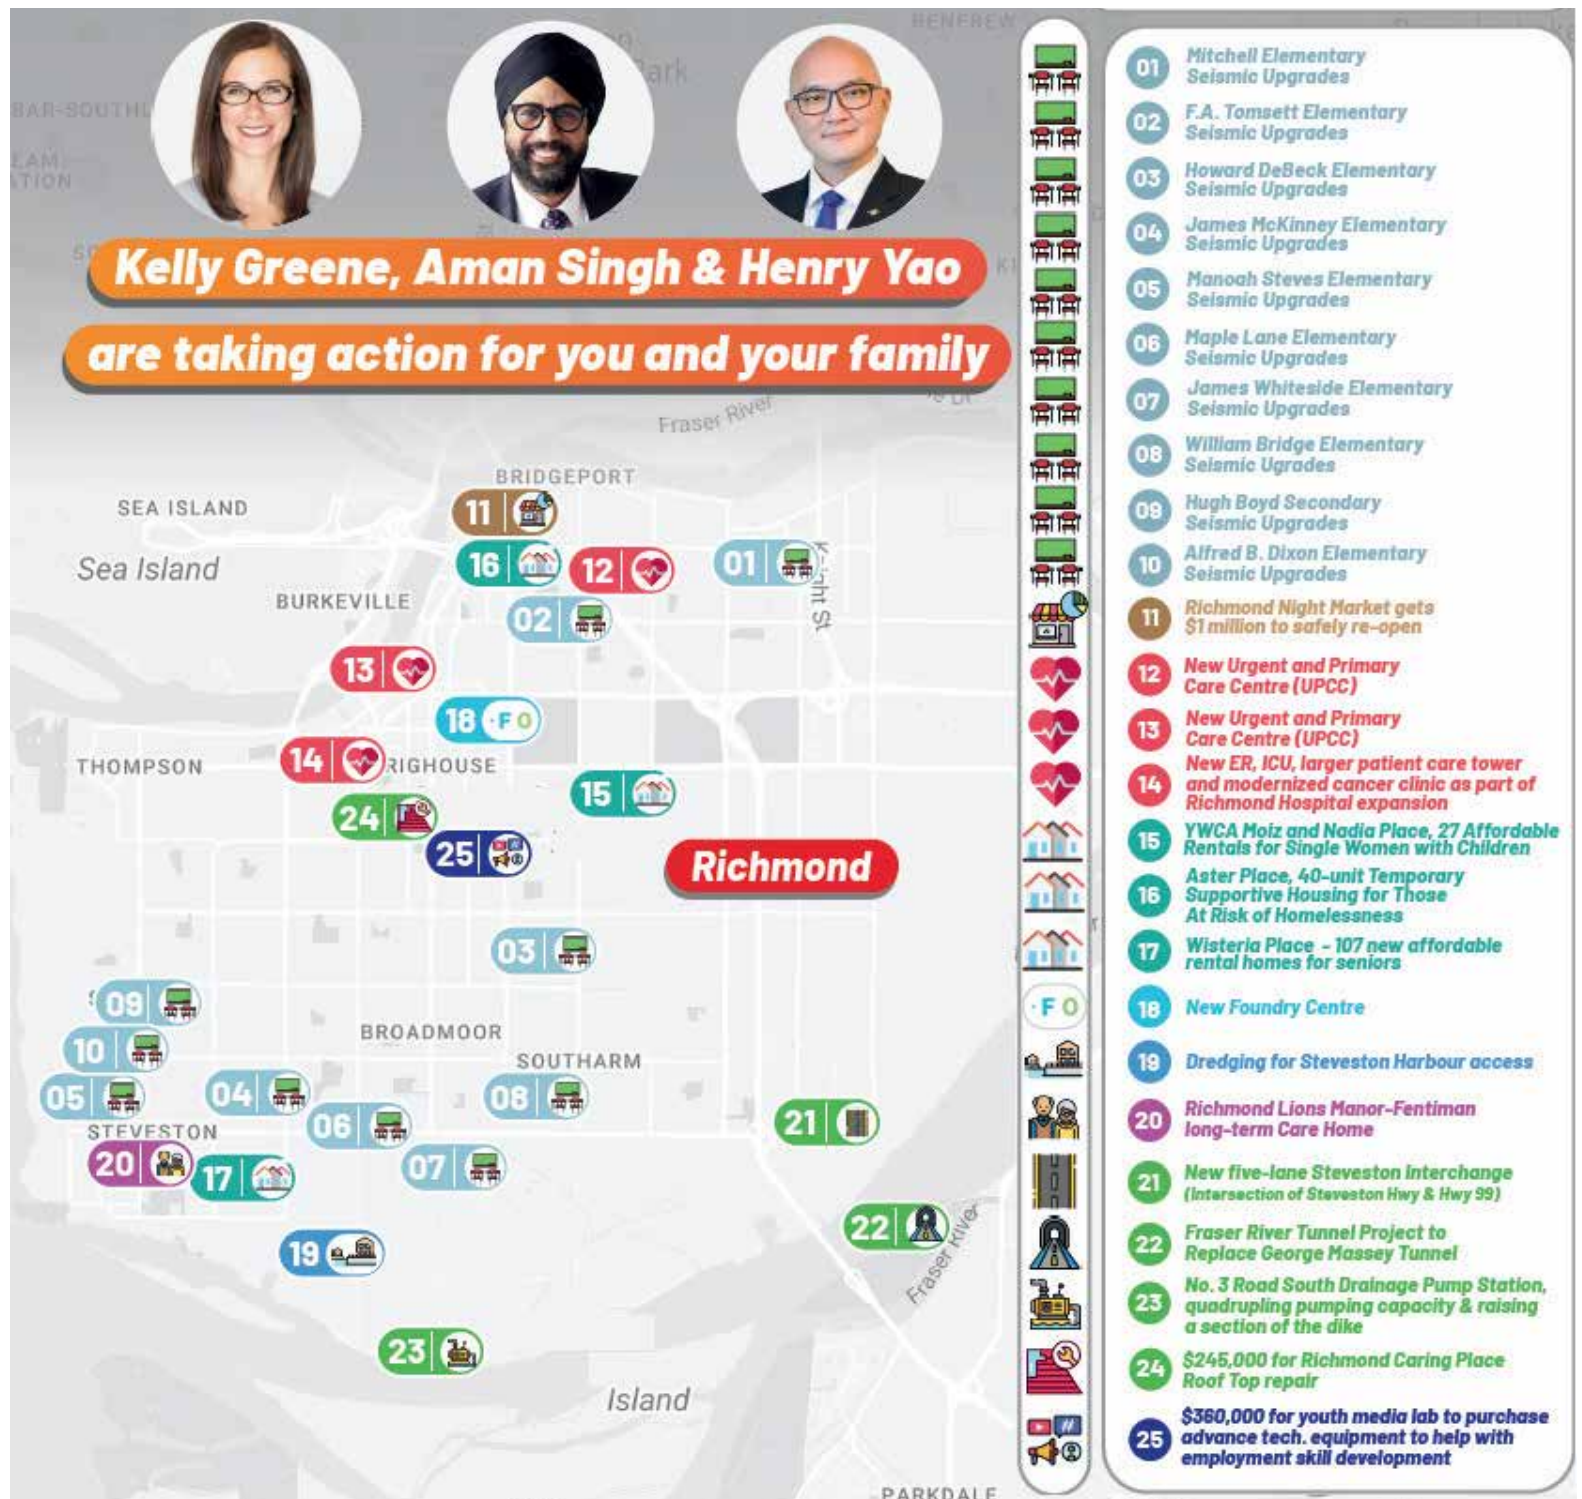 RENFREW
Park
Kelly Greene, Aman Singh & Henry Yao
are taking action for you and your family
Fraser River
BRIDGEPORT
SEA ISLAND
11
Sea Island
16
12
01
Knight St
BURKEVILLE
02
13
18 · F O
THOMPSON
14
RIGHOUSE
15
24
25
Richmond
03
09
BROADMOOR
10
SOUTHARM
05
04
08
06
21
STEVESTON
20
17
07
22
Fraser River
19
23
Island
PARKDALE
· F O
01 Mitchell Elementary
Seismic Upgrades
02 F.A. Tomsett Elementary
Seismic Upgrades
03 Howard DeBeck Elementary
Seismic Upgrades
04 James McKinney Elementary
Seismic Upgrades
05 Manoah Steves Elementary
Seismic Upgrades
06 Maple Lane Elementary
Seismic Upgrades
07 James Whiteside Elementary
Seismic Upgrades
08 William Bridge Elementary
Seismic Ugrades
09 Hugh Boyd Secondary
Seismic Upgrades
10 Alfred B. Dixon Elementary
Seismic Upgrades
11 Richmond Night Market gets
$1 million to safely re-open
12 New Urgent and Primary
Care Centre (UPCC)
13 New Urgent and Primary
Care Centre (UPCC)
14 New ER, ICU, larger patient care tower
and modernized cancer clinic as part of
Richmond Hospital expansion
15 YWCA Moiz and Nadia Place, 27 Affordable
Rentals for Single Women with Children
16 Aster Place, 40-unit Temporary
Supportive Housing for Those
At Risk of Homelessness
17 Wisteria Place - 107 new affordable
rental homes for seniors
18 New Foundry Centre
19 Dredging for Steveston Harbour access
20 Richmond Lions Manor-Fentiman
long-term Care Home
21 New five-lane Steveston Interchange
(Intersection of Steveston Hwy & Hwy 99)
22 Fraser River Tunnel Project to
Replace George Massey Tunnel
23 No. 3 Road South Drainage Pump Station,
quadrupling pumping capacity & raising
a section of the dike
24 $245,000 for Richmond Caring Place
Roof Top repair
25 $360,000 for youth media lab to purchase
advance tech. equipment to help with
employment skill development